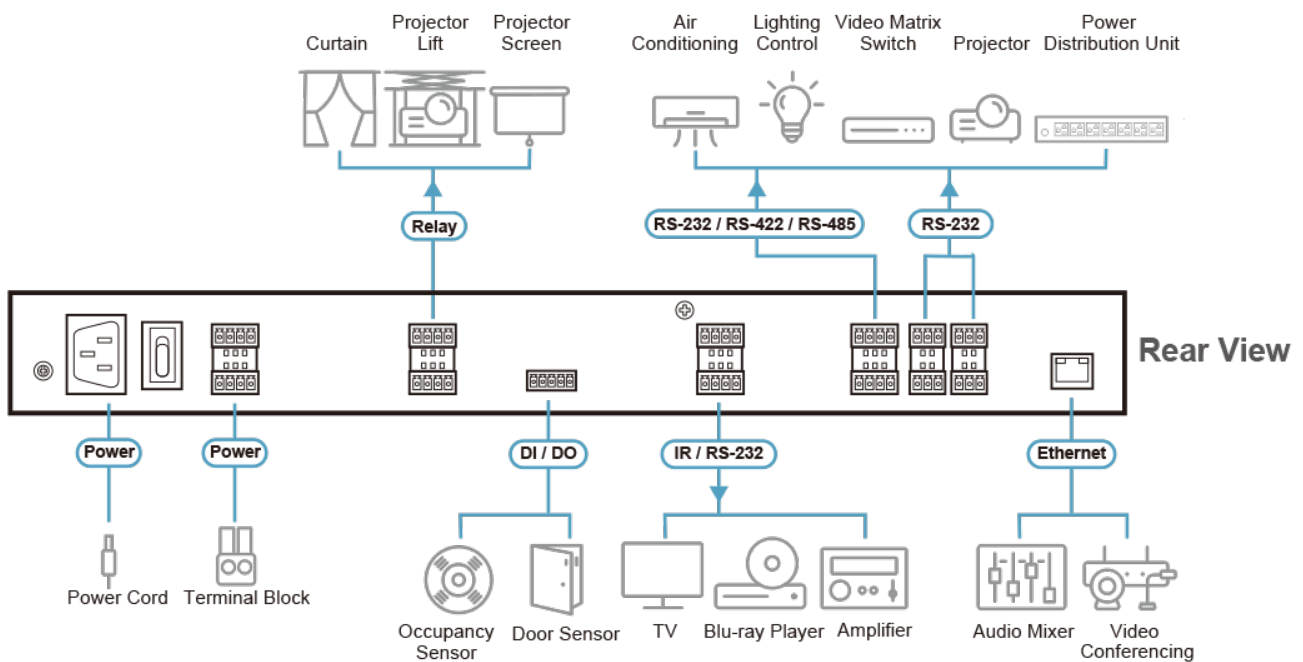 Curtain
Projector
Lift
Projector
Screen
Air
Conditioning
Lighting
Control
Video Matrix
Switch
Projector
Power
Distribution Unit
Relay
RS-232 / RS-422 / RS-485
RS-232
Rear View
Power
Power
DI / DO
IR / RS-232
Ethernet
Power Cord
Terminal Block
Occupancy
Sensor
Door Sensor
TV
Blu-ray Player
Amplifier
Audio Mixer
Video
Conferencing